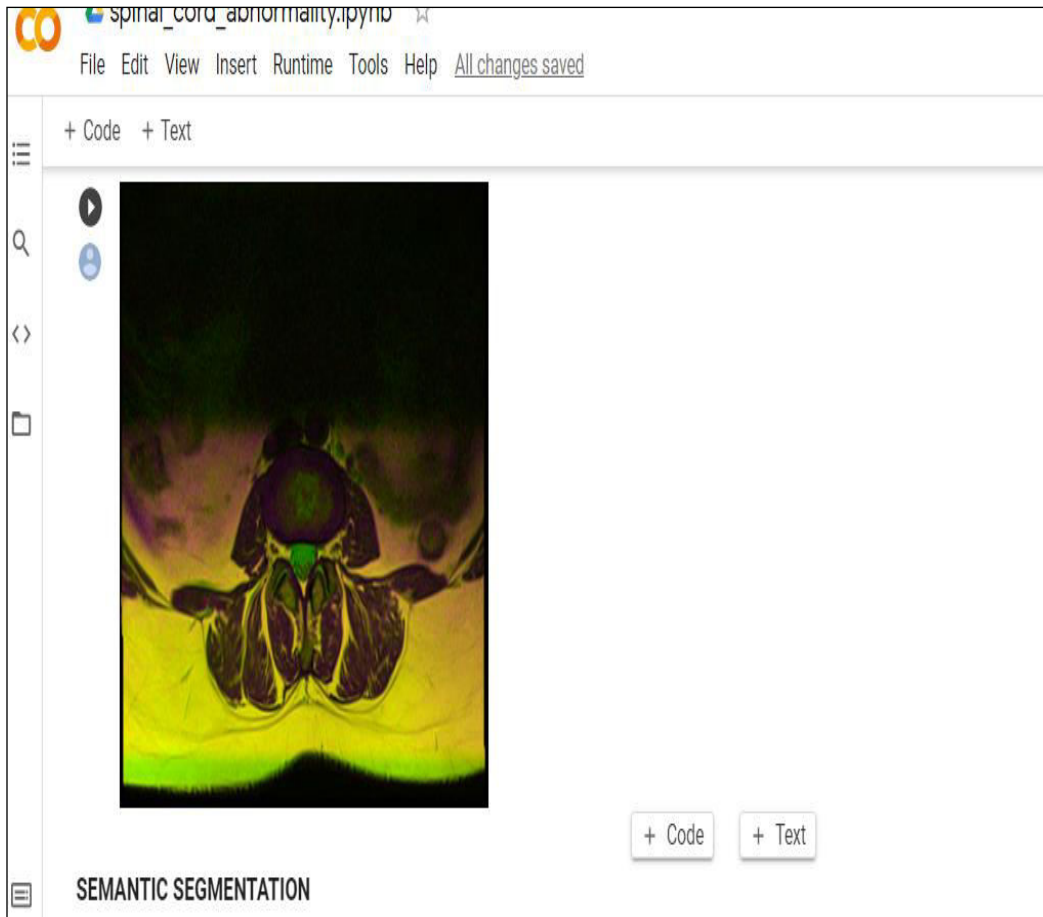 spinal_cord_abnormality.ipynb
File Edit View Insert Runtime Tools Help All changes saved
+ Code + Text
+ Code + Text
SEMANTIC SEGMENTATION